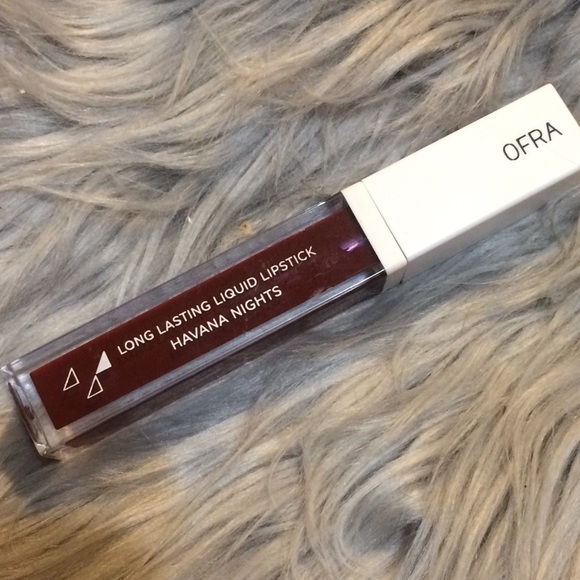 OFRA
LONG LASTING LIQUID LIPSTICK
HAVANA NIGHTS